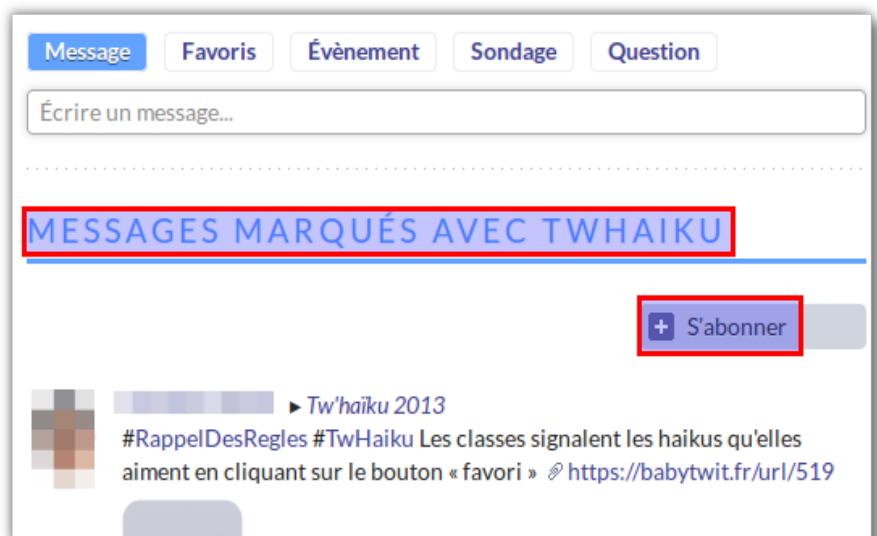 Message Favoris Évènement Sondage Question
Écrire un message...
MESSAGES MARQUÉS AVEC TWHAIKU
S'abonner
▸ Tw'haïku 2013
#RappelDesRegles #TwHaiku Les classes signalent les haikus qu'elles
aiment en cliquant sur le bouton « favori » https://babytwit.fr/url/519